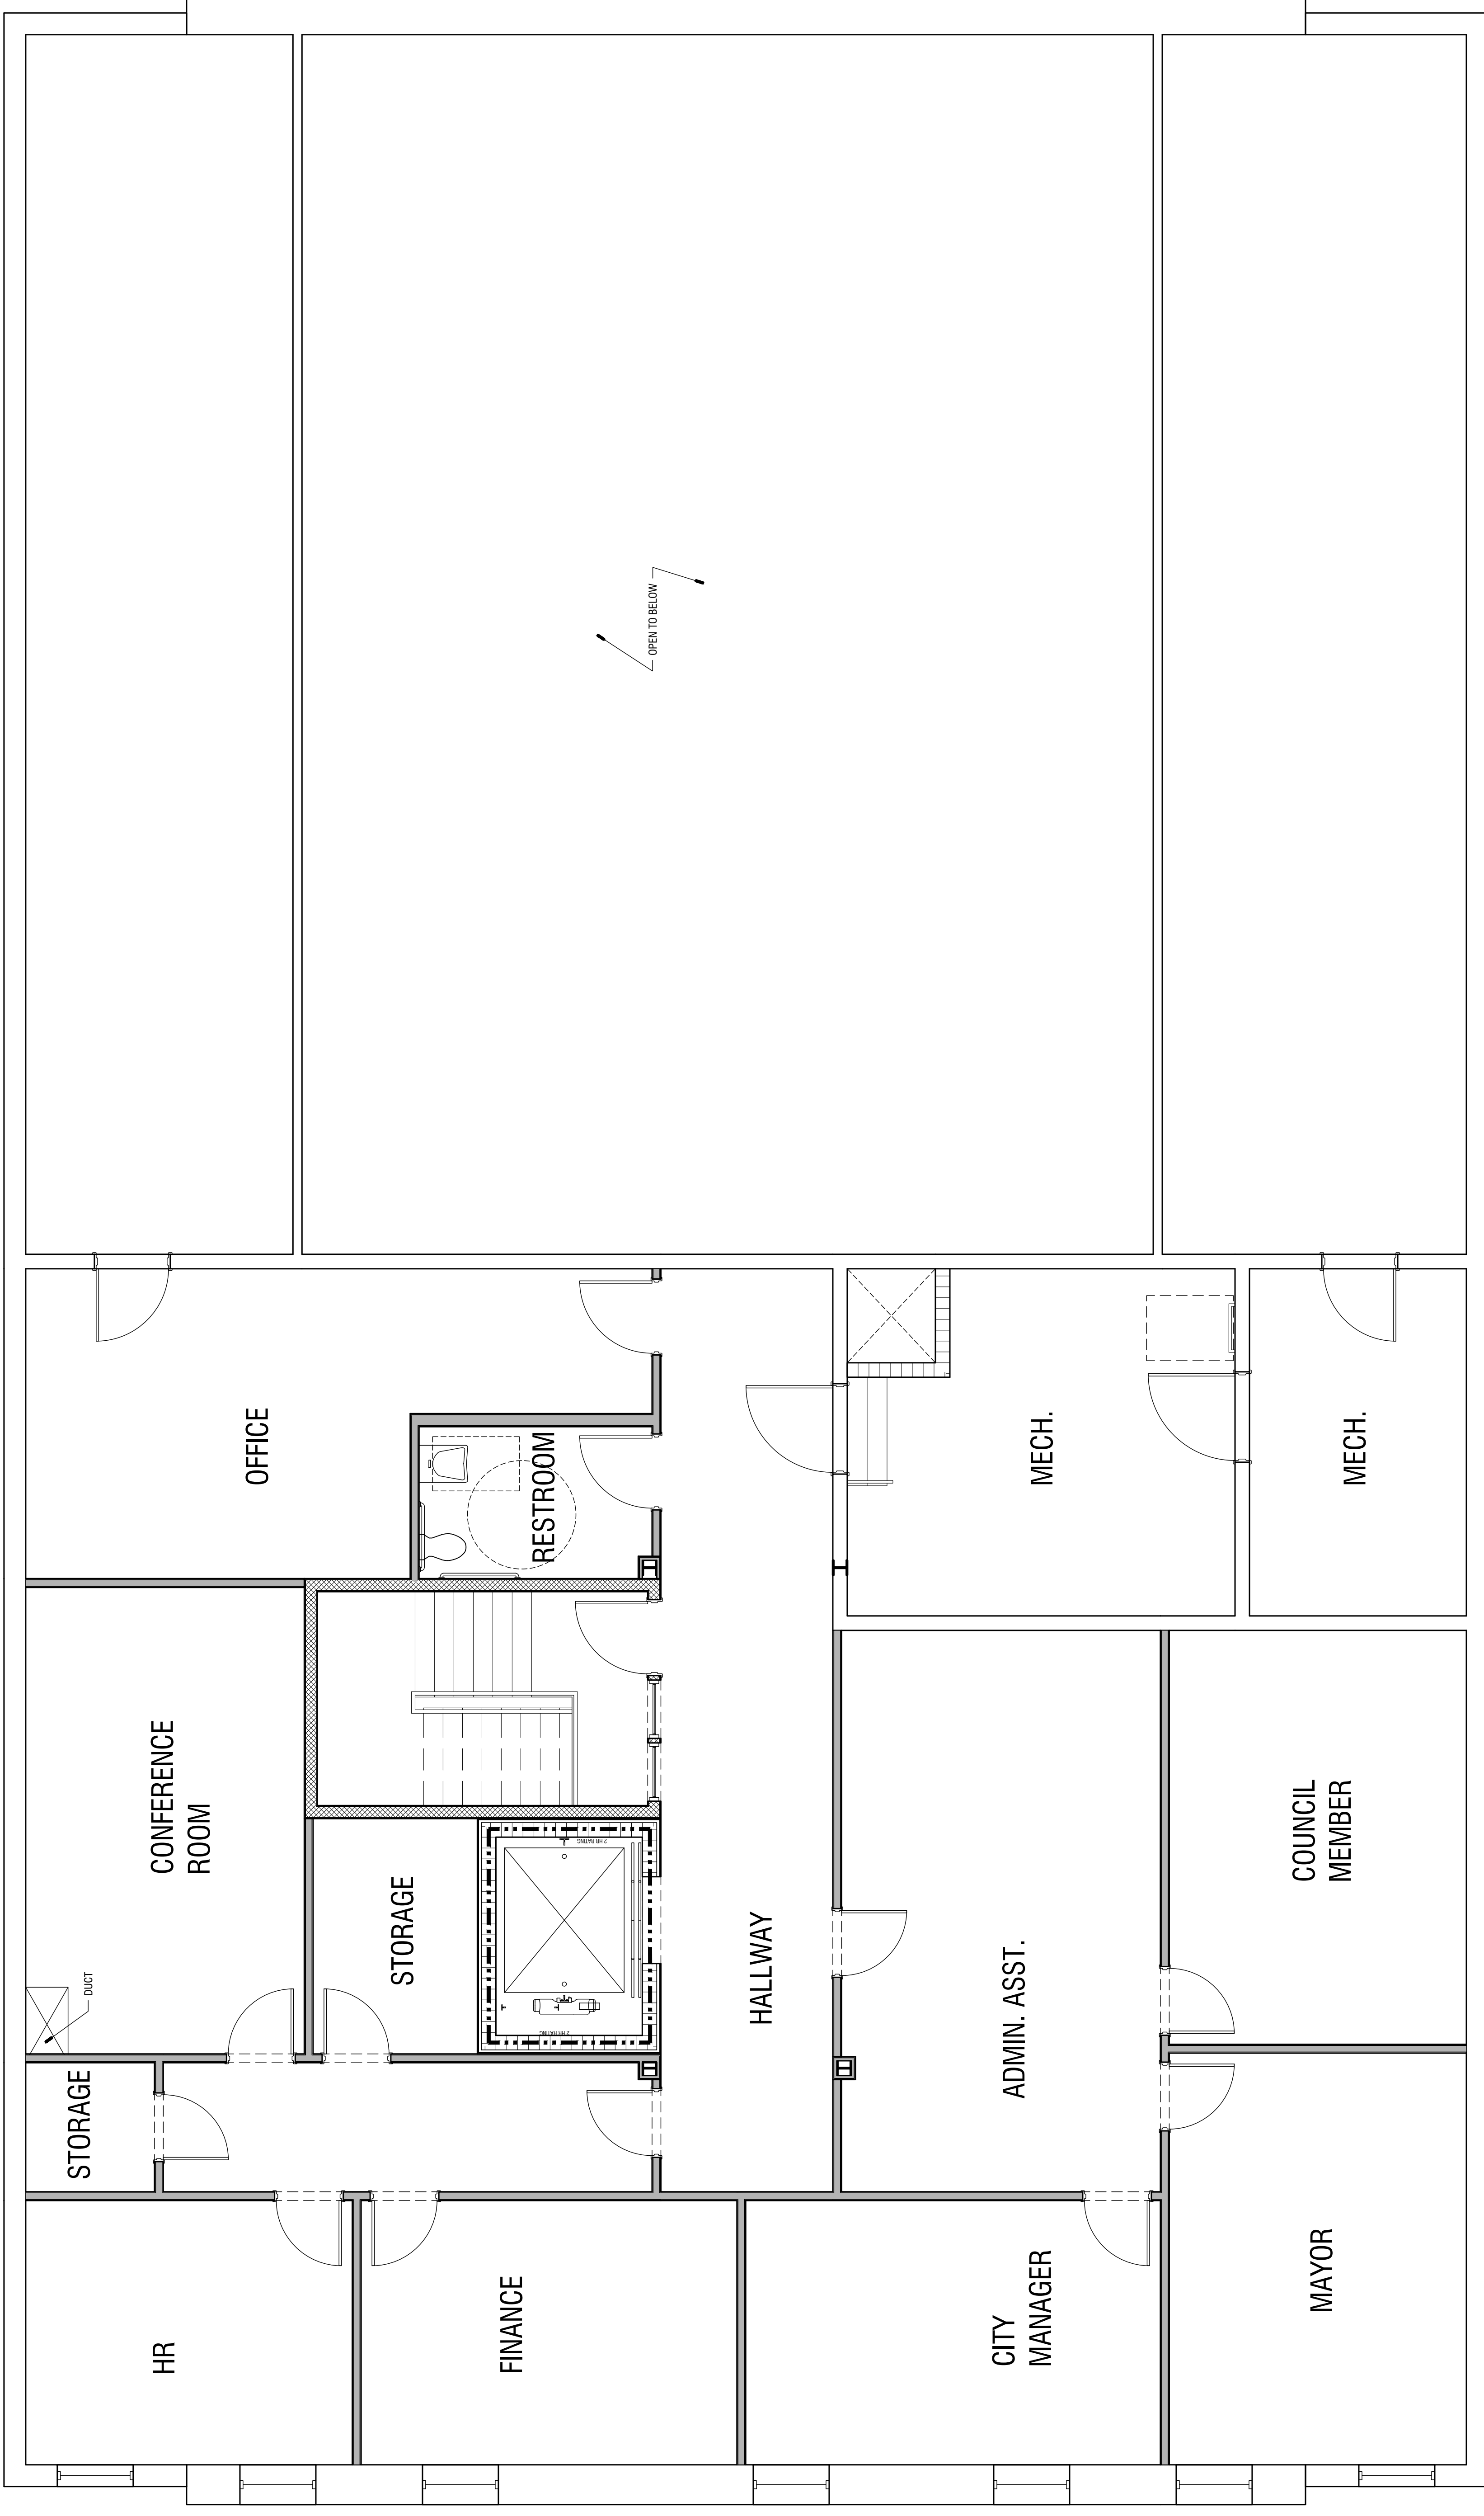 OPEN TO BELOW
OFFICE
RESTROOM
MECH.
MECH.
CONFERENCE
ROOM
DUCT
STORAGE
2 HR RATING
2 HR RATING
HALLWAY
ADMIN. ASST.
COUNCIL
MEMBER
STORAGE
HR
FINANCE
CITY
MANAGER
MAYOR